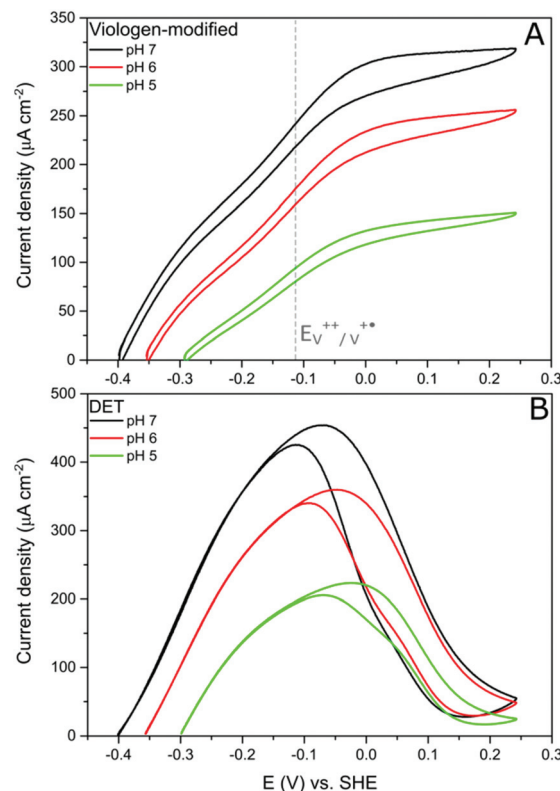 Viologen-modified
A
pH 7
pH 6
pH 5
350
300
250
200
150
100
50
0
Current density (µA cm⁻²)
E_V⁺⁺/V⁺•
-0.4 -0.3 -0.2 -0.1 0.0 0.1 0.2 0.3
DET
B
pH 7
pH 6
pH 5
500
400
300
200
100
0
Current density (µA cm⁻²)
-0.4 -0.3 -0.2 -0.1 0.0 0.1 0.2 0.3
E (V) vs. SHE